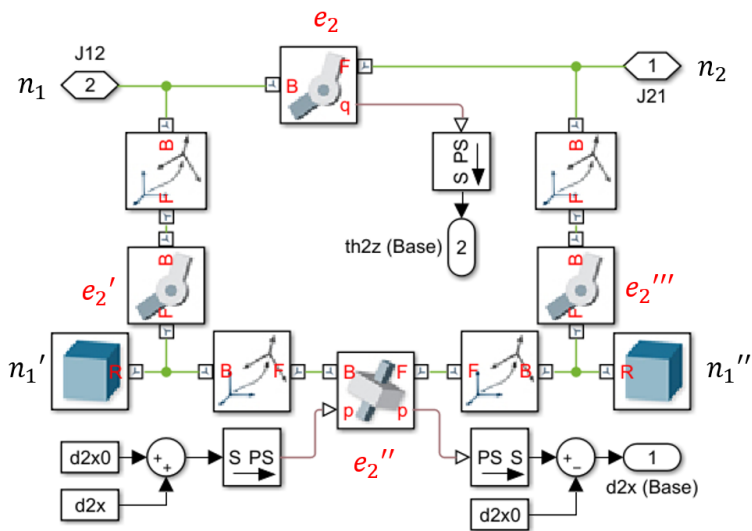 e₂
J12
n₁
2
B
F
q
1
n₂
J21
B
F
S PS
B
F
th2z (Base)
2
B
F
e₂′
B
F
e₂′′′
n₁′
R
B
F
B
F
p
p
F
B
R
n₁′′
d2x0
+
+
S PS
e₂′′
PS S
+
−
1
d2x (Base)
d2x
d2x0